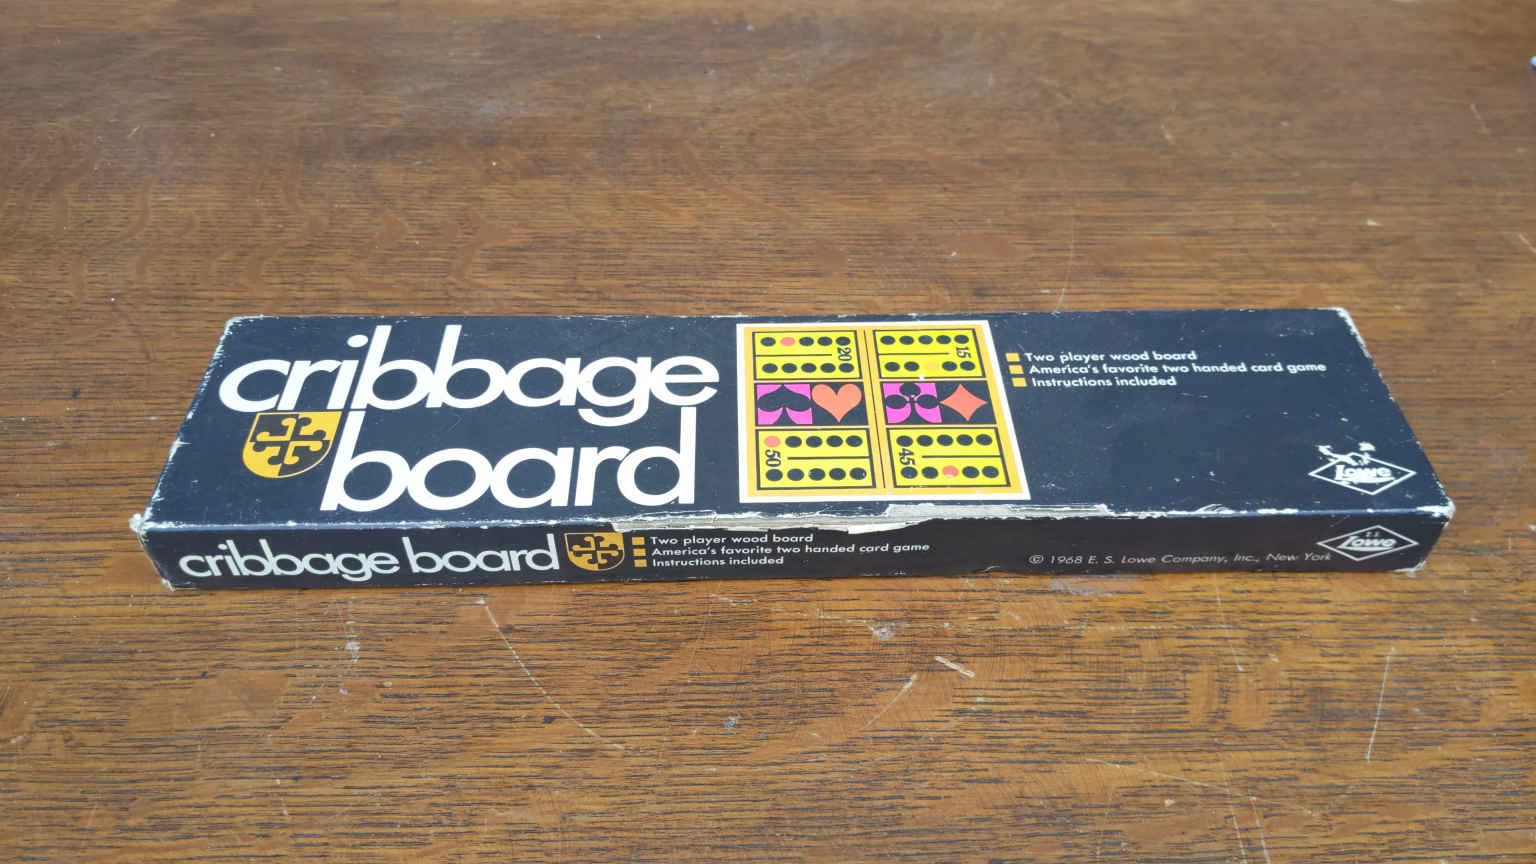 cribbage
board
20
15
50
45
Two player wood board
America's favorite two handed card game
Instructions included
Lowe
cribbage board
Two player wood board
America's favorite two handed card game
Instructions included
© 1968 E. S. Lowe Company, Inc., New York
E.S.
Lowe